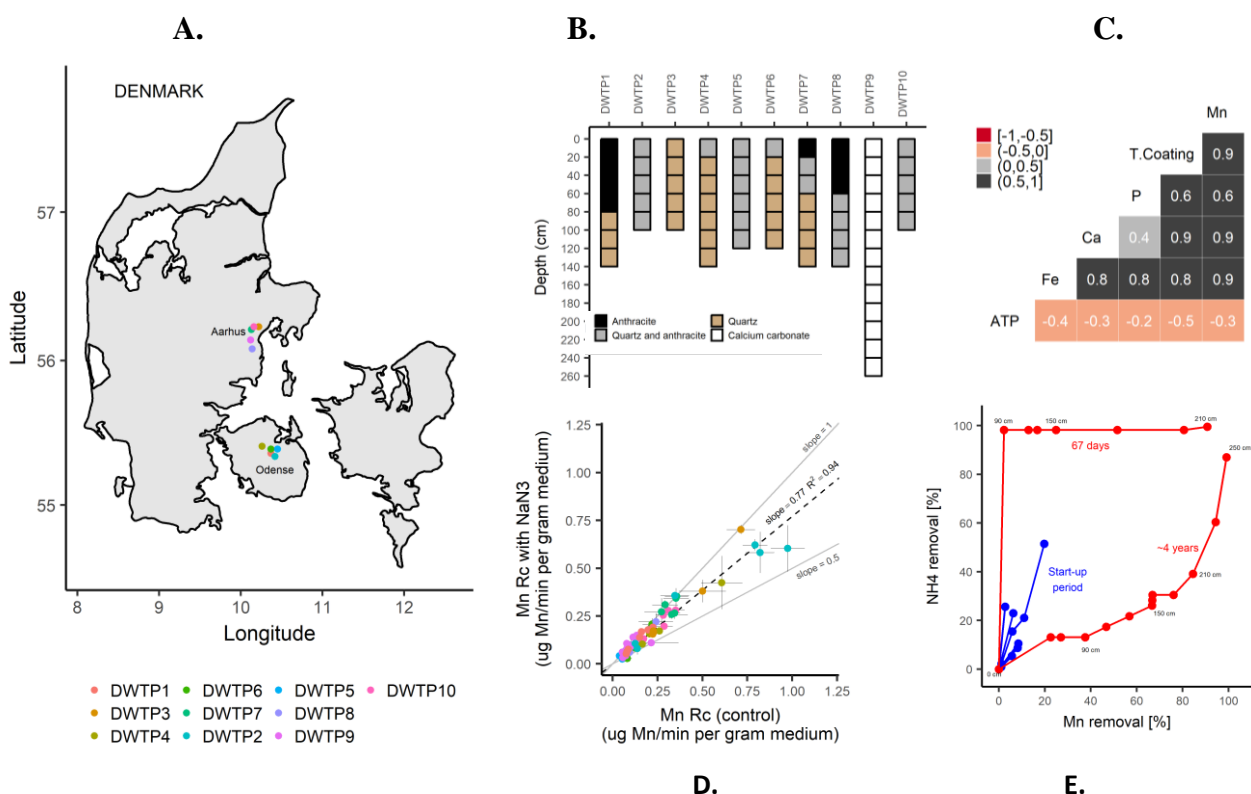 A.
B.
C.
DENMARK
Latitude
57
56
55
Aarhus
Odense
8
9
10
11
12
Longitude
DWTP1
DWTP6
DWTP5
DWTP10
DWTP3
DWTP7
DWTP8
DWTP4
DWTP2
DWTP9
DWTP1
DWTP2
DWTP3
DWTP4
DWTP5
DWTP6
DWTP7
DWTP8
DWTP9
DWTP10
Depth (cm)
0
20
40
60
80
100
120
140
160
180
200
220
240
260
Anthracite
Quartz
Quartz and anthracite
Calcium carbonate
[-1,-0.5]
(-0.5,0]
(0,0.5]
(0.5,1]
Mn
T.Coating
0.9
P
0.6
0.6
Ca
0.4
0.9
0.9
Fe
0.8
0.8
0.8
0.9
ATP
-0.4
-0.3
-0.2
-0.5
-0.3
Mn Rc with NaN3
(ug Mn/min per gram medium)
1.25
1.00
0.75
0.50
0.25
0.00
slope = 1
slope = 0.77 R² = 0.94
slope = 0.5
0.00
0.25
0.50
0.75
1.00
1.25
Mn Rc (control)
(ug Mn/min per gram medium)
D.
NH4 removal [%]
100
80
60
40
20
0
90 cm
150 cm
210 cm
67 days
250 cm
~4 years
Start-up
period
210 cm
150 cm
90 cm
0 cm
0
20
40
60
80
100
Mn removal [%]
E.